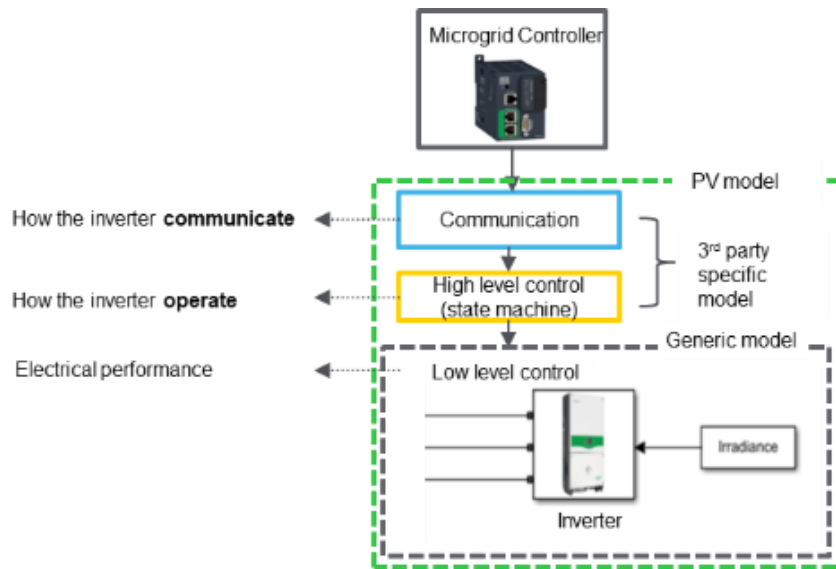 Microgrid Controller
PV model
How the inverter communicate
Communication
3rd party
specific
model
How the inverter operate
High level control
(state machine)
Generic model
Electrical performance
Low level control
Irradiance
Inverter